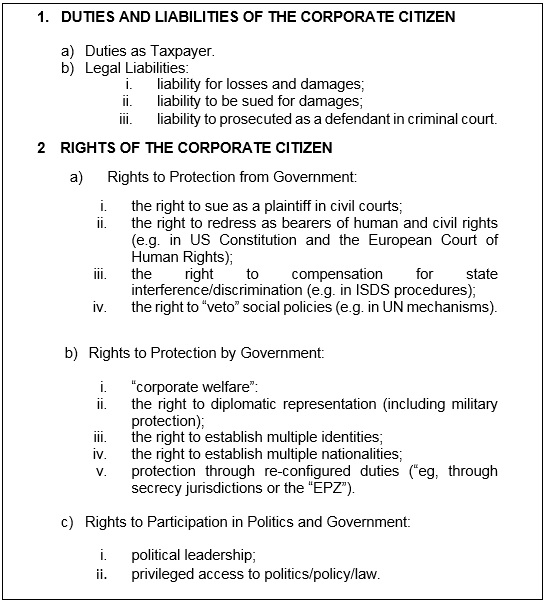 1. DUTIES AND LIABILITIES OF THE CORPORATE CITIZEN
a) Duties as Taxpayer.
b) Legal Liabilities:
i. liability for losses and damages;
ii. liability to be sued for damages;
iii. liability to prosecuted as a defendant in criminal court.
2 RIGHTS OF THE CORPORATE CITIZEN
a) Rights to Protection from Government:
i. the right to sue as a plaintiff in civil courts;
ii. the right to redress as bearers of human and civil rights
(e.g. in US Constitution and the European Court of
Human Rights);
iii. the right to compensation for state
interference/discrimination (e.g. in ISDS procedures);
iv. the right to “veto” social policies (e.g. in UN mechanisms).
b) Rights to Protection by Government:
i. “corporate welfare”:
ii. the right to diplomatic representation (including military
protection);
iii. the right to establish multiple identities;
iv. the right to establish multiple nationalities;
v. protection through re-configured duties (“eg, through
secrecy jurisdictions or the “EPZ”).
c) Rights to Participation in Politics and Government:
i. political leadership;
ii. privileged access to politics/policy/law.